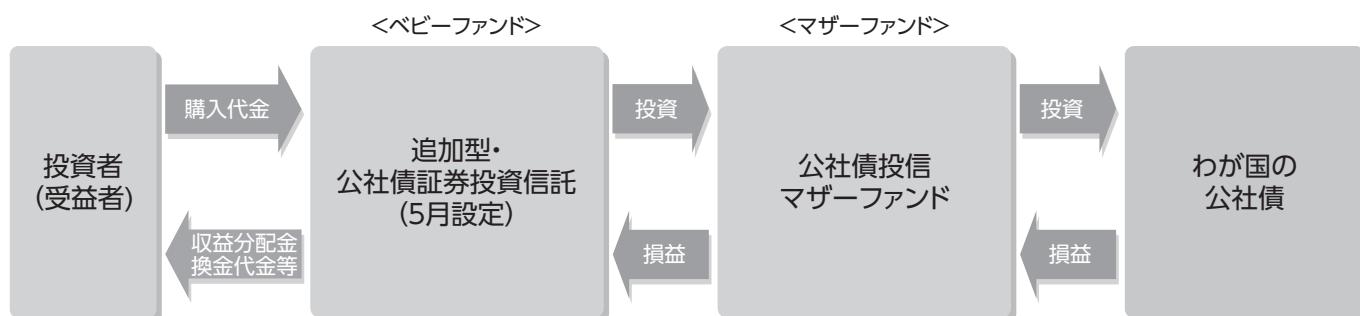 <ベビーファンド>
<マザーファンド>
投資者
(受益者)
購入代金
収益分配金
換金代金等
追加型・
公社債証券投資信託
(5月設定)
投資
損益
公社債投信
マザーファンド
投資
損益
わが国の
公社債